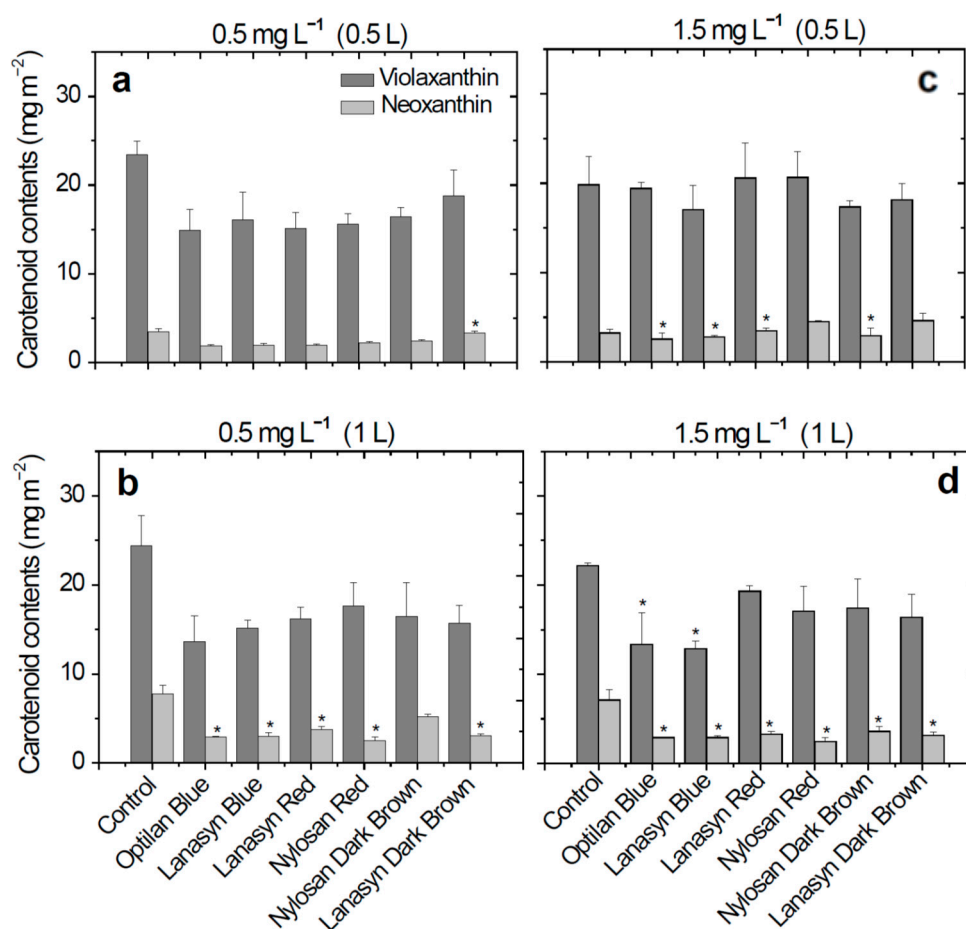 0.5 mg L⁻¹ (0.5 L)
a
Violaxanthin
Neoxanthin
Carotenoid contents (mg m⁻²)
30
20
10
0
*
1.5 mg L⁻¹ (0.5 L)
c
* * * *
0.5 mg L⁻¹ (1 L)
b
Carotenoid contents (mg m⁻²)
30
20
10
0
* * * * *
1.5 mg L⁻¹ (1 L)
d
* *
* * * * * *
Control
Optilan Blue
Lanasyn Blue
Lanasyn Red
Nylosan Red
Nylosan Dark Brown
Lanasyn Dark Brown
Control
Optilan Blue
Lanasyn Blue
Lanasyn Red
Nylosan Red
Nylosan Dark Brown
Lanasyn Dark Brown